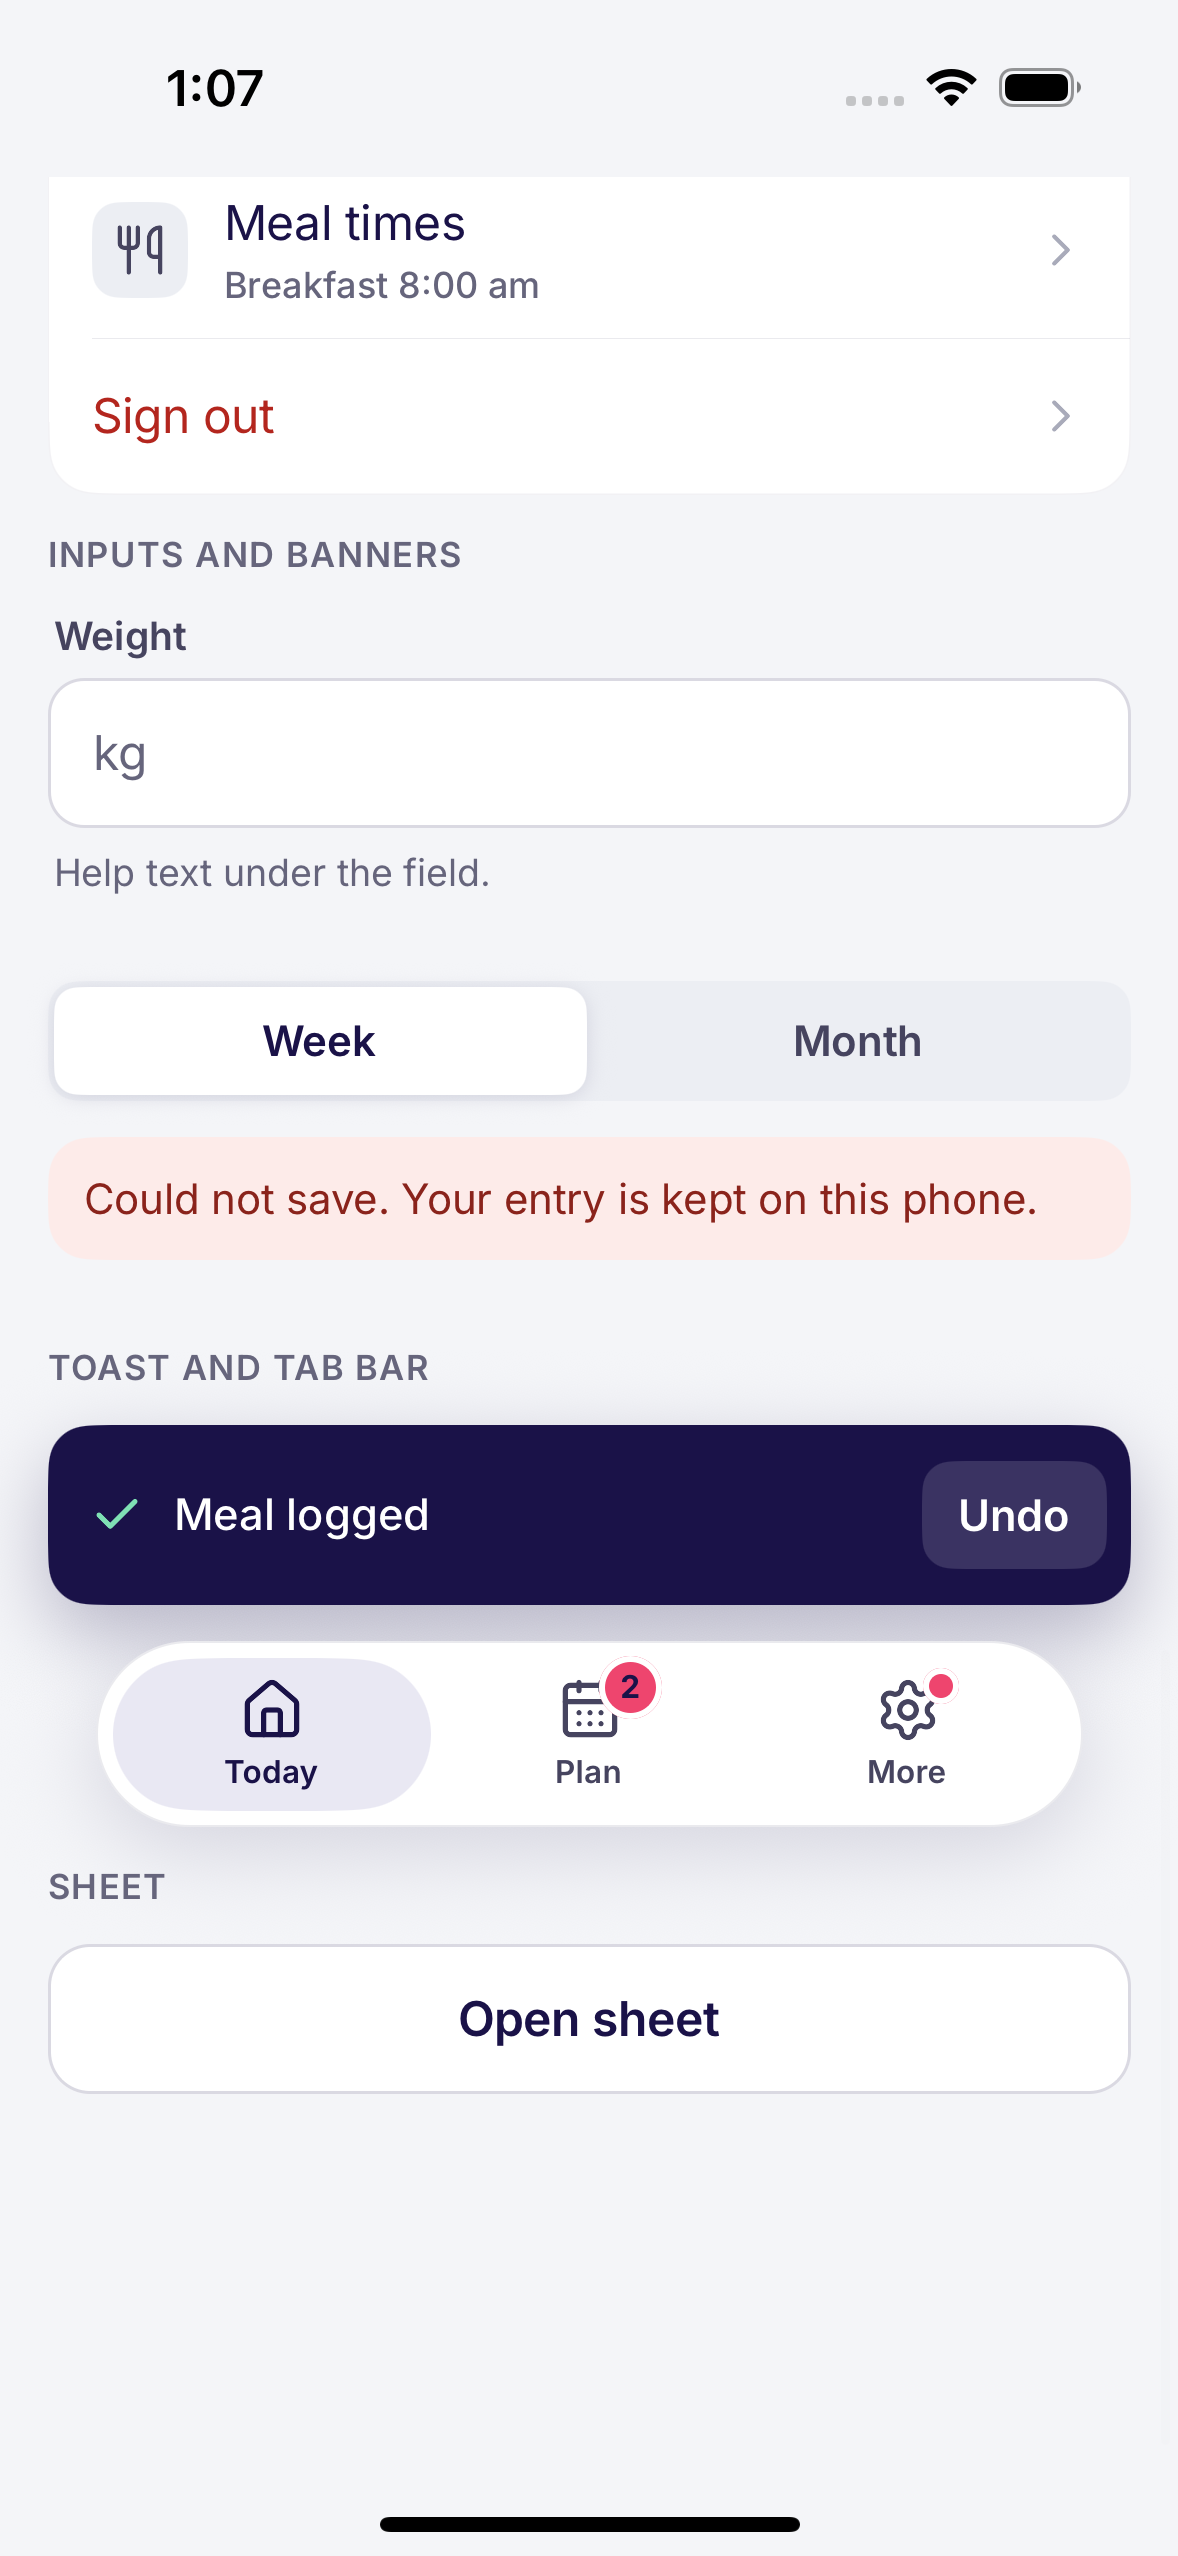 1:07
Meal times
Breakfast 8:00 am
Sign out
INPUTS AND BANNERS
Weight
kg
Help text under the field.
Week
Month
Could not save. Your entry is kept on this phone.
TOAST AND TAB BAR
Meal logged
Undo
2
Today
Plan
More
SHEET
Open sheet